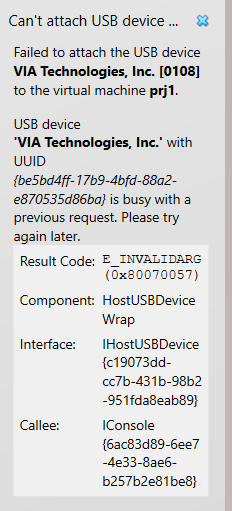 Can't attach USB device ...
Failed to attach the USB device
VIA Technologies, Inc. [0108]
to the virtual machine prj1.
USB device
'VIA Technologies, Inc.' with
UUID
{be5bd4ff-17b9-4bfd-88a2-
e870535d86ba} is busy with a
previous request. Please try
again later.
Result Code: E_INVALIDARG
(0x80070057)
Component: HostUSBDevice
Wrap
Interface: IHostUSBDevice
{c19073dd-
cc7b-431b-98b2
-951fda8eab89}
Callee: IConsole
{6ac83d89-6ee7
-4e33-8ae6-
b257b2e81be8}